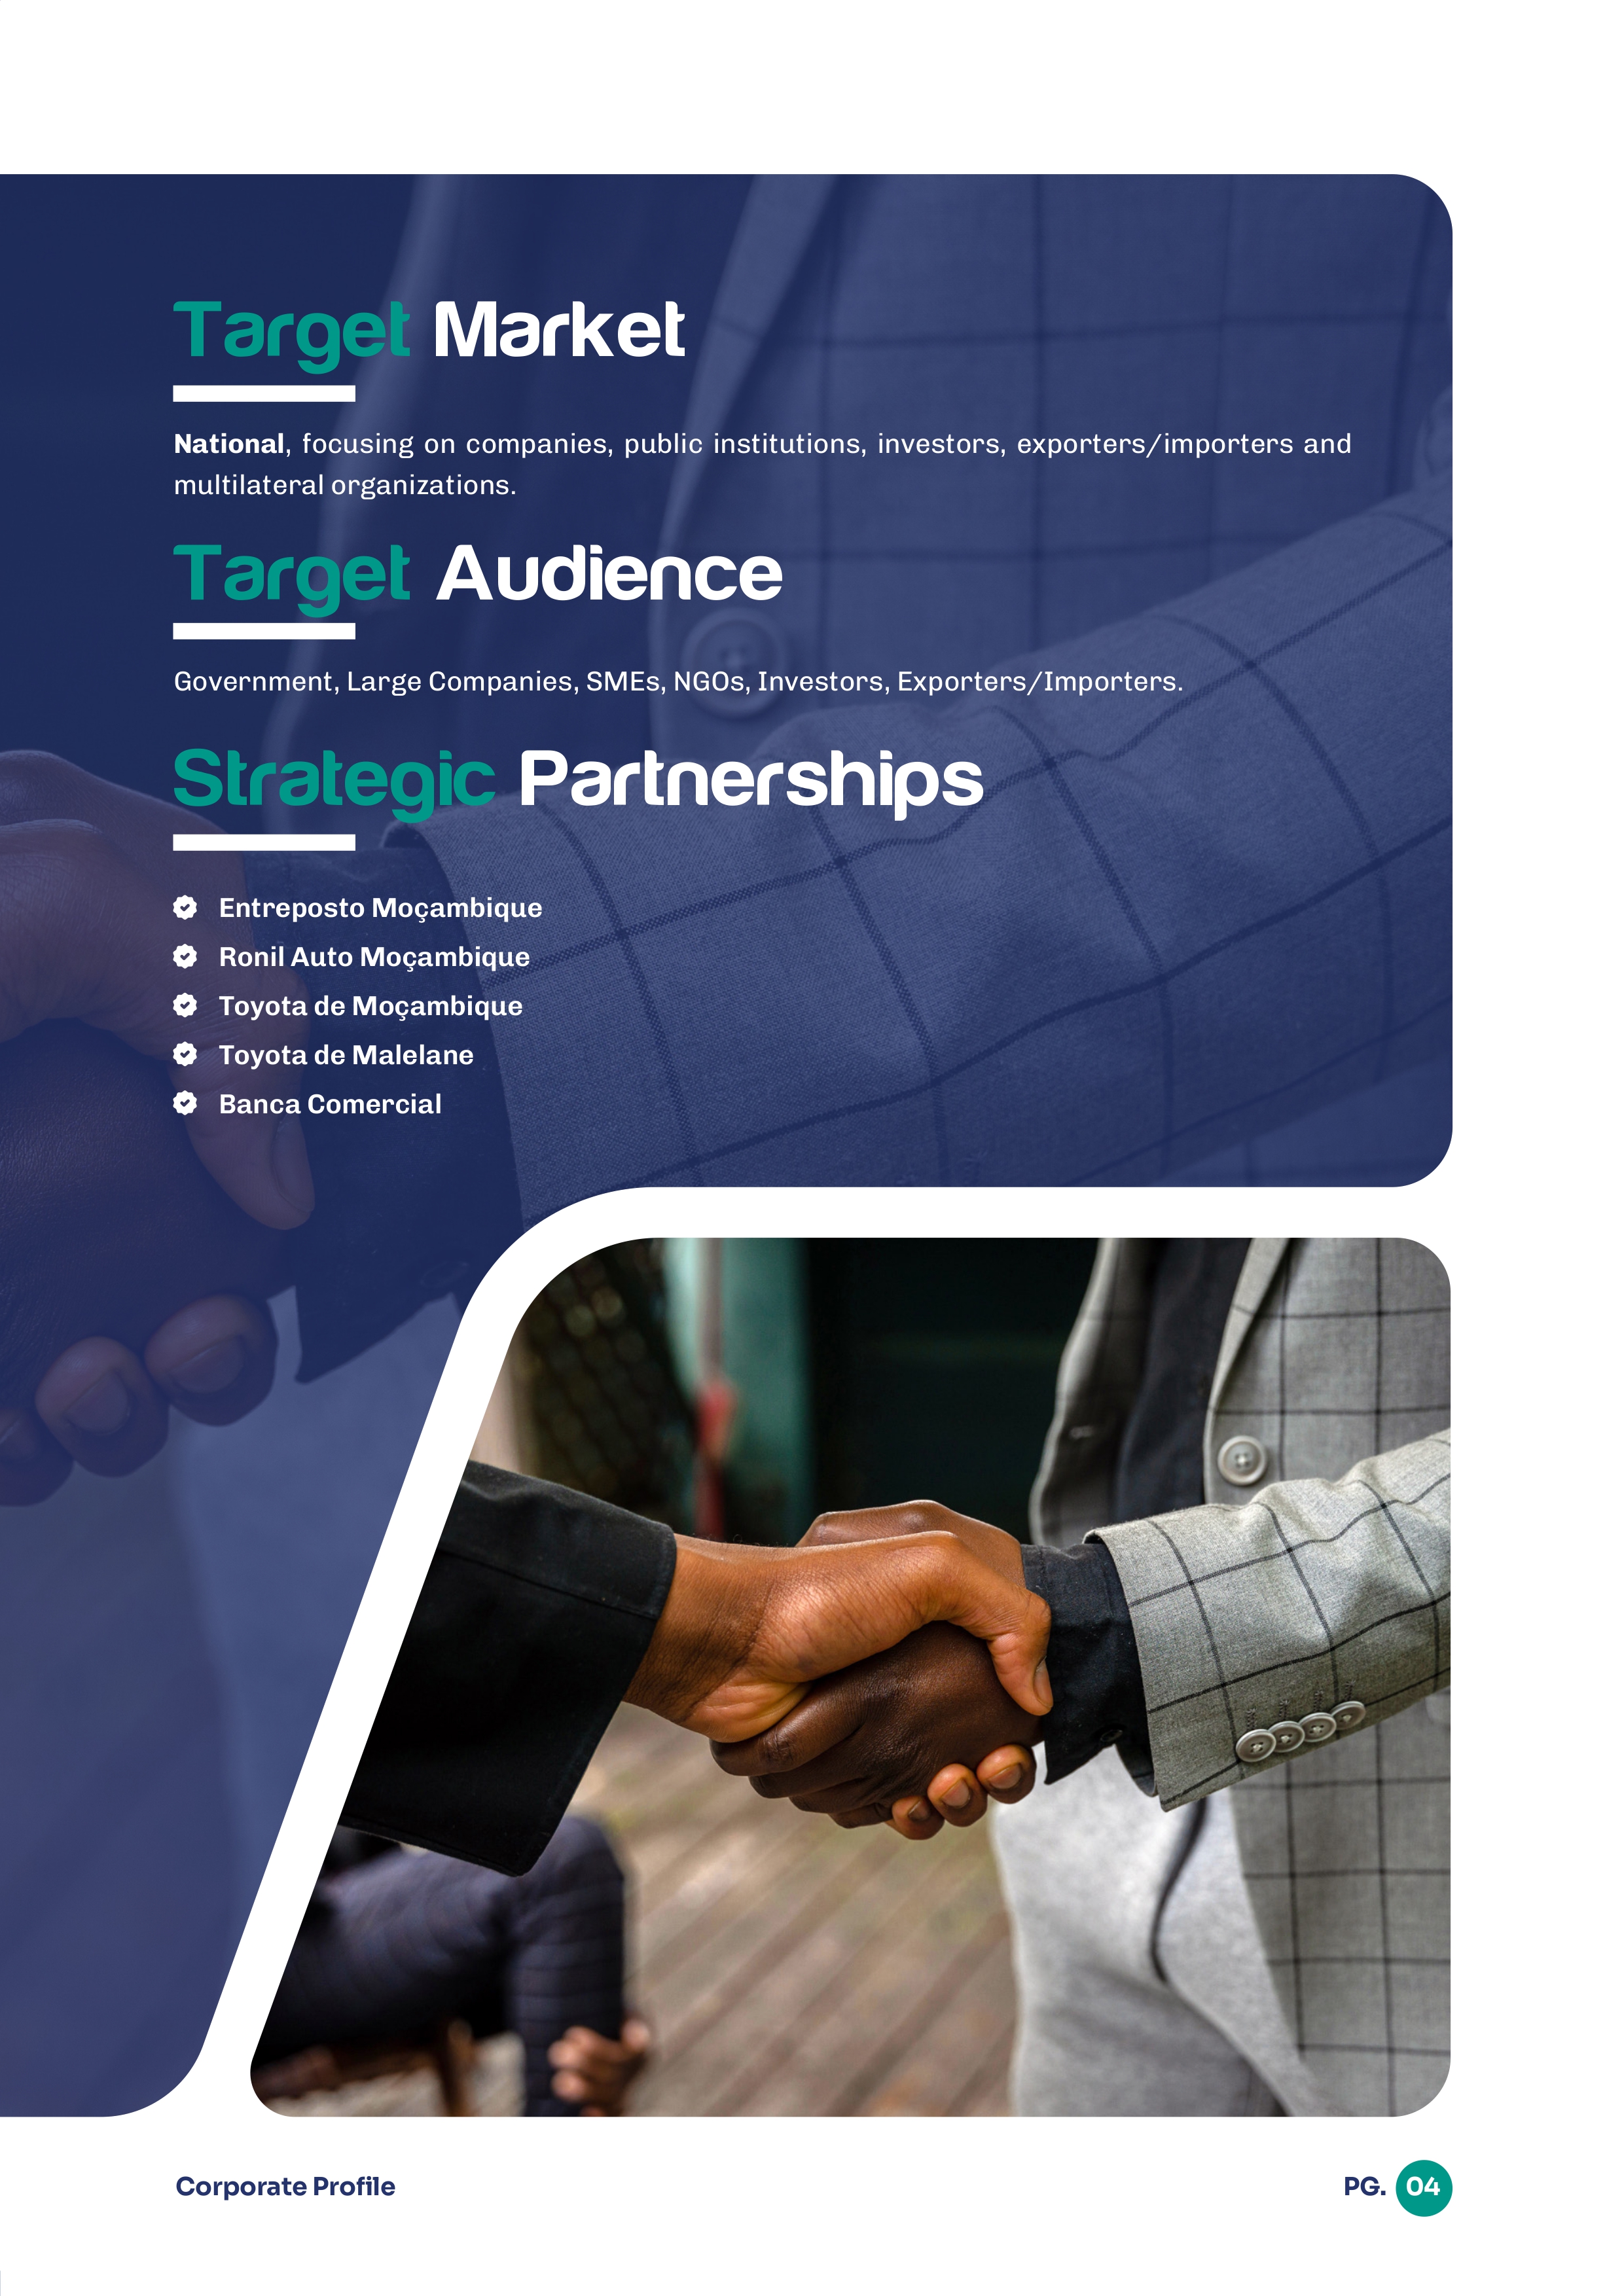 Target Market
National, focusing on companies, public institutions, investors, exporters/importers and
multilateral organizations.
Target Audience
Government, Large Companies, SMEs, NGOs, Investors, Exporters/Importers.
Strategic Partnerships
Entreposto Moçambique
Ronil Auto Moçambique
Toyota de Moçambique
Toyota de Malelane
Banca Comercial
Corporate Profile
PG. 04